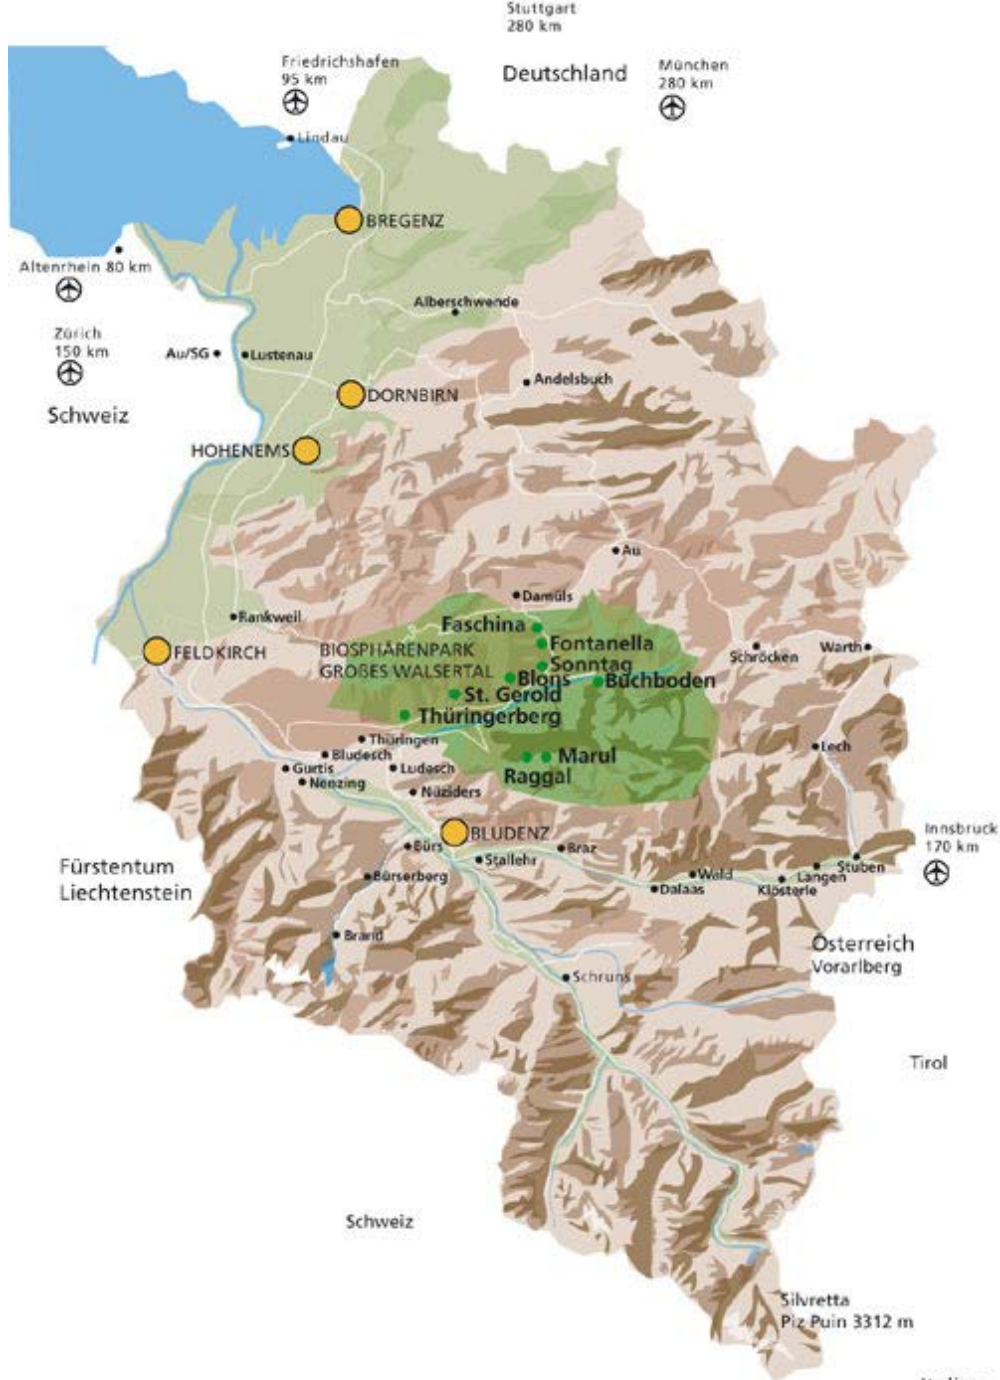 Stuttgart
280 km
Friedrichshafen
95 km
Deutschland
München
280 km
Lindau
BREGENZ
Altenrhein 80 km
Alberschwende
Zürich
150 km
Au/SG
Lustenau
Andelsbuch
DORNBIRN
Schweiz
HOHENEMS
Au
Damüls
Rankweil
Faschina
FELDKIRCH
BIOSPHÄRENPARK
GROßES WALSERTAL
Fontanella
Sonntag
Schröcken
Warth
Blons
Buchboden
St. Gerold
Thüringerberg
Thüringen
Bludesch
Lech
Gurtis
Ludesch
Marul
Raggal
Nenzing
Nüziders
BLUDENZ
Innsbruck
170 km
Bürs
Braz
Stallehr
Fürstentum
Liechtenstein
Bürserberg
Wald
Langen
Stuben
Dalaas
Klösterle
Brand
Österreich
Vorarlberg
Schruns
Tirol
Schweiz
Silvretta
Piz Puin 3312 m